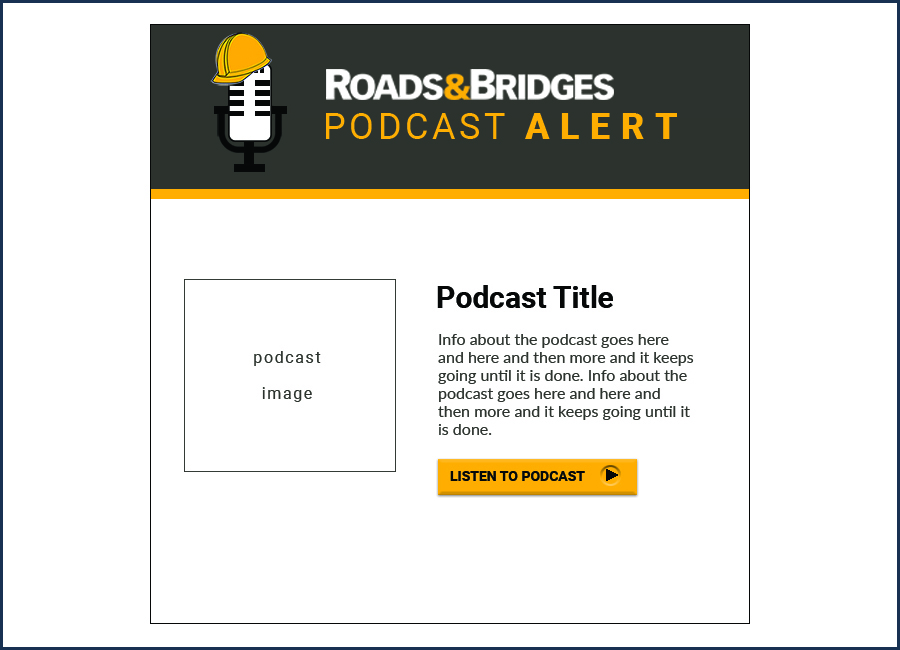 ROADS&BRIDGES
PODCAST ALERT
podcast
image
Podcast Title
Info about the podcast goes here
and here and then more and it keeps
going until it is done. Info about the
podcast goes here and here and
then more and it keeps going until it
is done.
LISTEN TO PODCAST